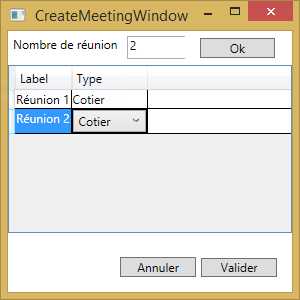 CreateMeetingWindow
Nombre de réunion 2 Ok
Label Type
Réunion 1 Cotier
Réunion 2 Cotier
Annuler Valider